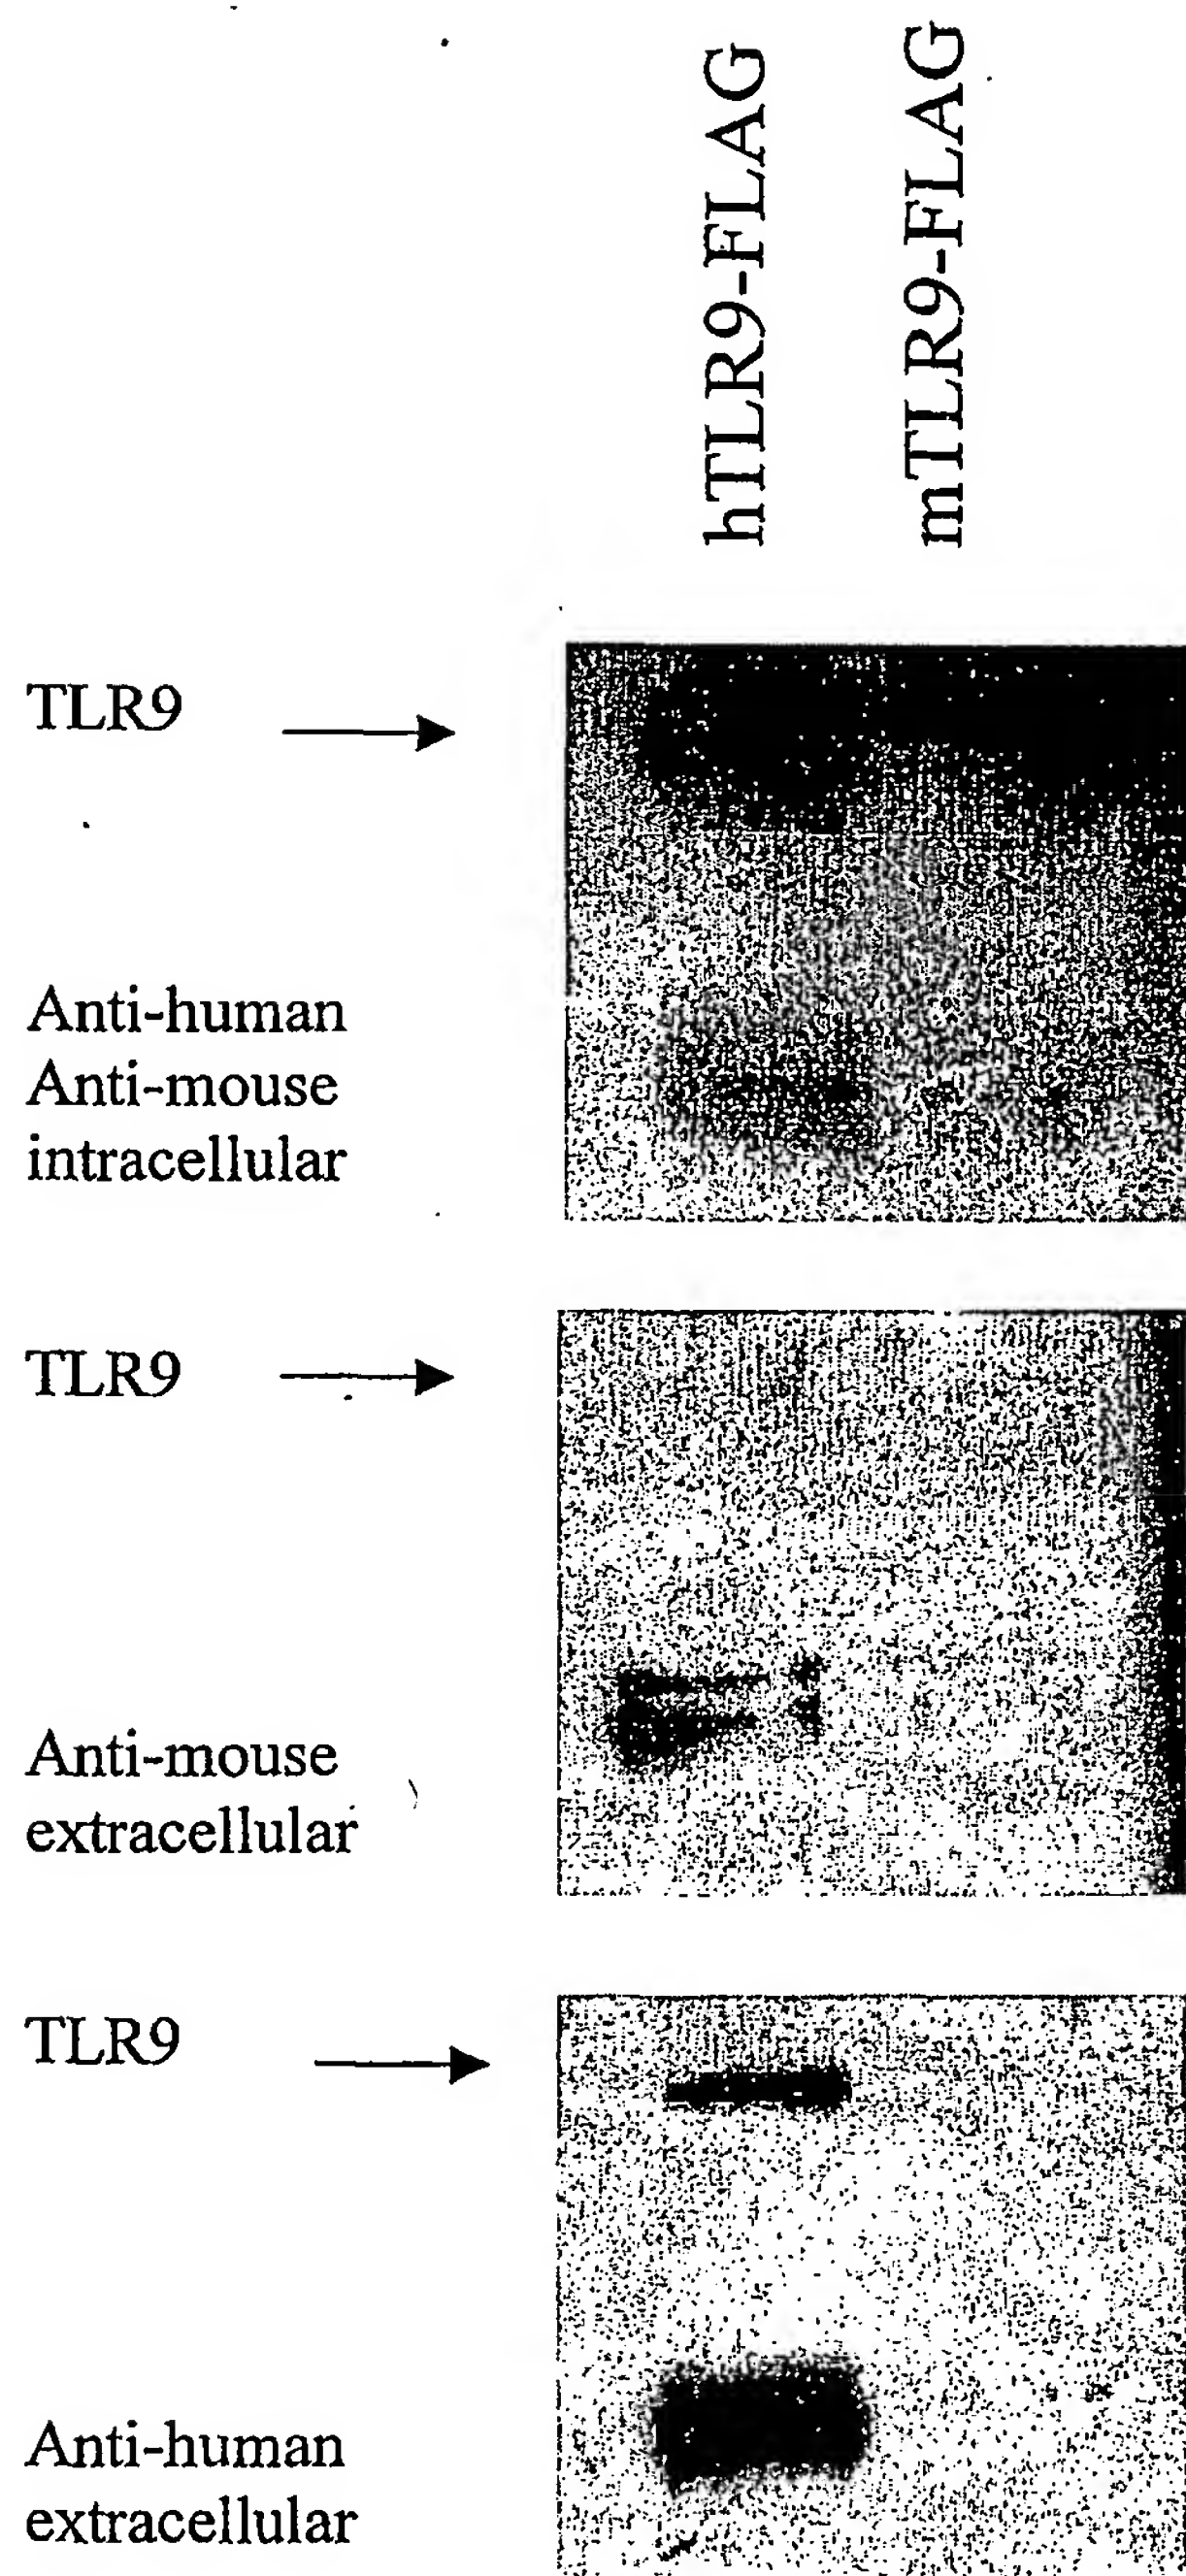 hTLR9-FLAG
mTLR9-FLAG
TLR9
Anti-human
Anti-mouse
intracellular
TLR9
Anti-mouse
extracellular
TLR9
Anti-human
extracellular